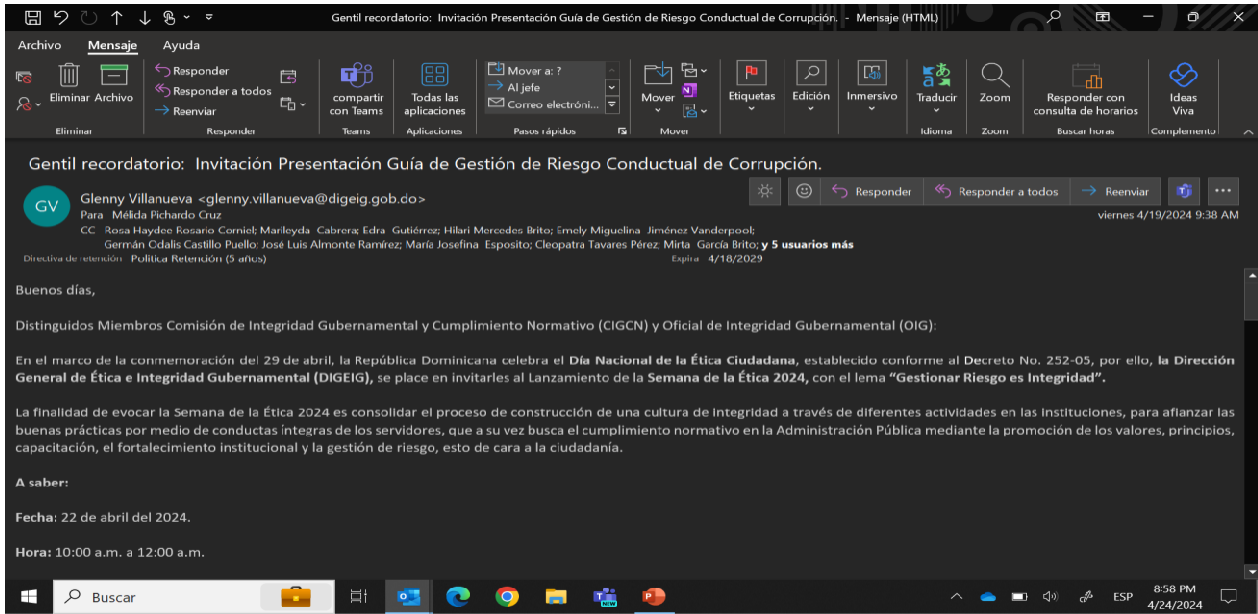 Gentil recordatorio: Invitación Presentación Guía de Gestión de Riesgo Conductual de Corrupción. - Mensaje (HTML)
Archivo Mensaje Ayuda
Eliminar Archivo
Responder
Responder a todos
Reenviar
compartir con Teams
Todas las aplicaciones
Mover a: ?
Al jefe
Correo electróni...
Mover
Etiquetas
Edición
Inmersivo
Traducir
Zoom
Responder con consulta de horarios
Ideas Viva
Eliminar Responder Teams Aplicaciones Pasos rápidos Mover Idioma Zoom Buscar horas Complemento
Gentil recordatorio: Invitación Presentación Guía de Gestión de Riesgo Conductual de Corrupción.
GV
Glenny Villanueva <glenny.villanueva@digeig.gob.do>
Responder Responder a todos Reenviar
Para Mélida Pichardo Cruz
viernes 4/19/2024 9:38 AM
CC Rosa Haydee Rosario Corniel; Marileyda Cabrera; Edra Gutiérrez; Hilari Mercedes Brito; Emely Miguelina Jiménez Vanderpool;
Germán Odalis Castillo Puello; José Luis Almonte Ramírez; María Josefina Esposito; Cleopatra Tavares Pérez; Mirta García Brito; y 5 usuarios más
Directiva de retención Política Retención (5 años) Expira 4/18/2029
Buenos días,
Distinguidos Miembros Comisión de Integridad Gubernamental y Cumplimiento Normativo (CIGCN) y Oficial de Integridad Gubernamental (OIG):
En el marco de la conmemoración del 29 de abril, la República Dominicana celebra el Día Nacional de la Ética Ciudadana, establecido conforme al Decreto No. 252-05, por ello, la Dirección
General de Ética e Integridad Gubernamental (DIGEIG), se place en invitarles al Lanzamiento de la Semana de la Ética 2024, con el lema “Gestionar Riesgo es Integridad”.
La finalidad de evocar la Semana de la Ética 2024 es consolidar el proceso de construcción de una cultura de integridad a través de diferentes actividades en las instituciones, para afianzar las
buenas prácticas por medio de conductas íntegras de los servidores, que a su vez busca el cumplimiento normativo en la Administración Pública mediante la promoción de los valores, principios,
capacitación, el fortalecimiento institucional y la gestión de riesgo, esto de cara a la ciudadanía.
A saber:
Fecha: 22 de abril del 2024.
Hora: 10:00 a.m. a 12:00 a.m.
Buscar
NEW
ESP
8:58 PM
4/24/2024